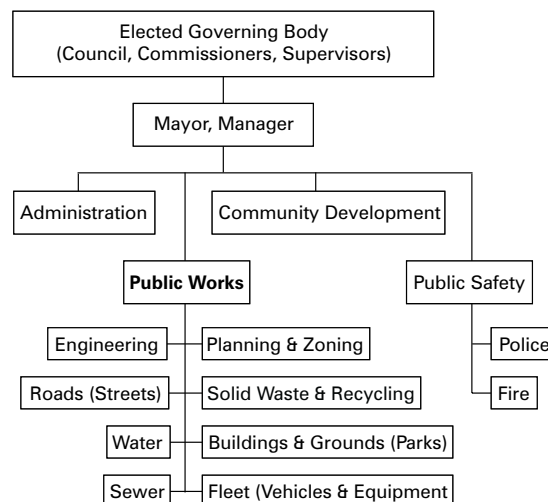 Elected Governing Body
(Council, Commissioners, Supervisors)
Mayor, Manager
Administration
Community Development
Public Works
Public Safety
Engineering
Planning & Zoning
Police
Roads (Streets)
Solid Waste & Recycling
Fire
Water
Buildings & Grounds (Parks)
Sewer
Fleet (Vehicles & Equipment